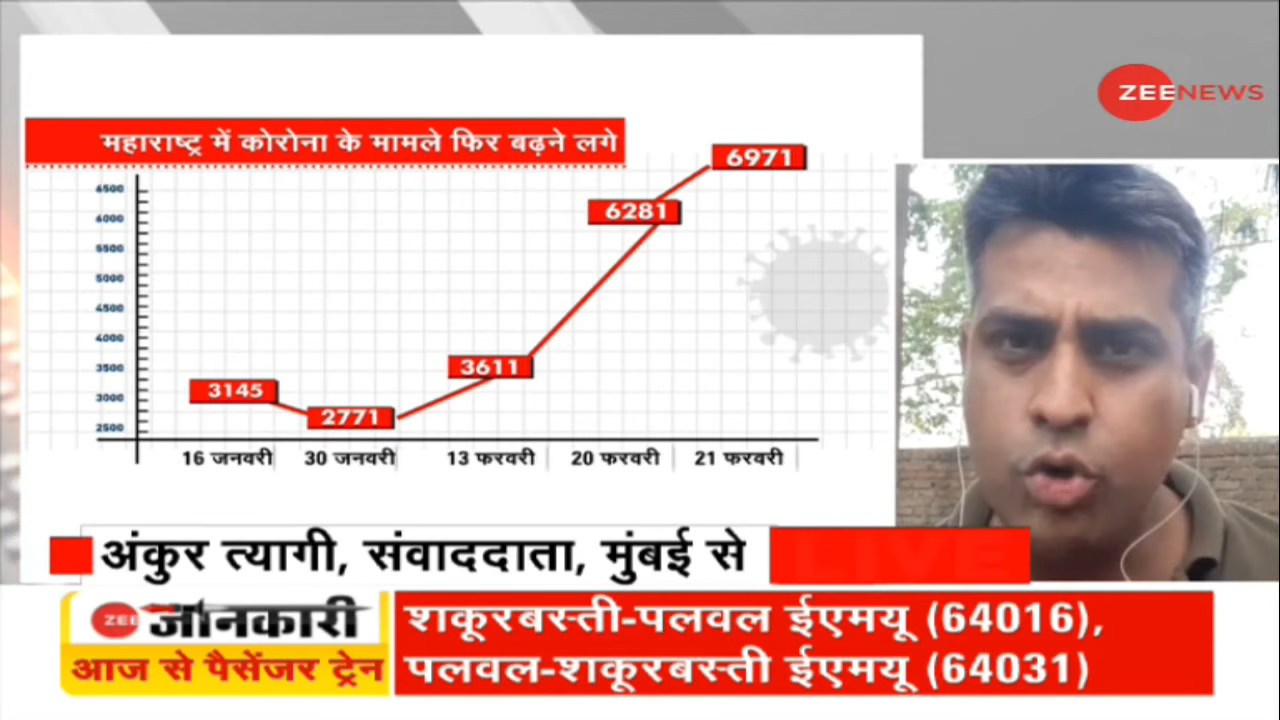 ZEENEWS
महाराष्ट्र में कोरोना के मामले फिर बढ़ने लगे
6500
6000
5500
5000
4500
4000
3500
3000
2500
3145
2771
3611
6281
6971
16 जनवरी 30 जनवरी 13 फरवरी 20 फरवरी 21 फरवरी
अंकुर त्यागी, संवाददाता, मुंबई से
LIVE
ZEE जानकारी
आज से पैसेंजर ट्रेन
शकूरबस्ती-पलवल ईएमयू (64016),
पलवल-शकूरबस्ती ईएमयू (64031)